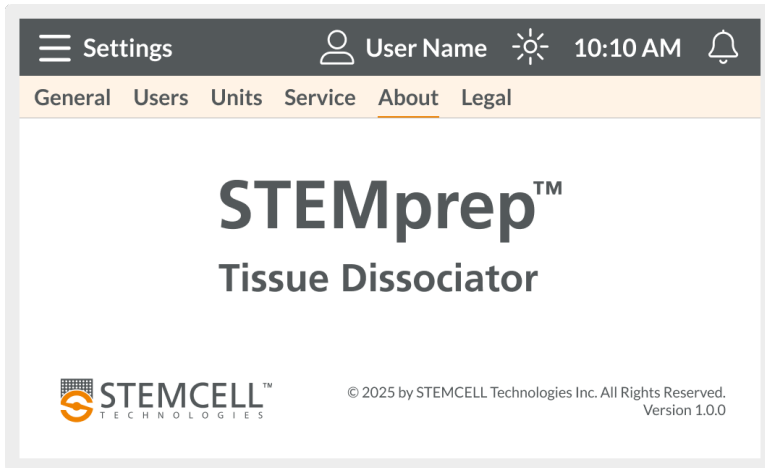 Settings User Name 10:10 AM
General Users Units Service About Legal
STEMprep™
Tissue Dissociator
STEMCELL™
TECHNOLOGIES
© 2025 by STEMCELL Technologies Inc. All Rights Reserved.
Version 1.0.0